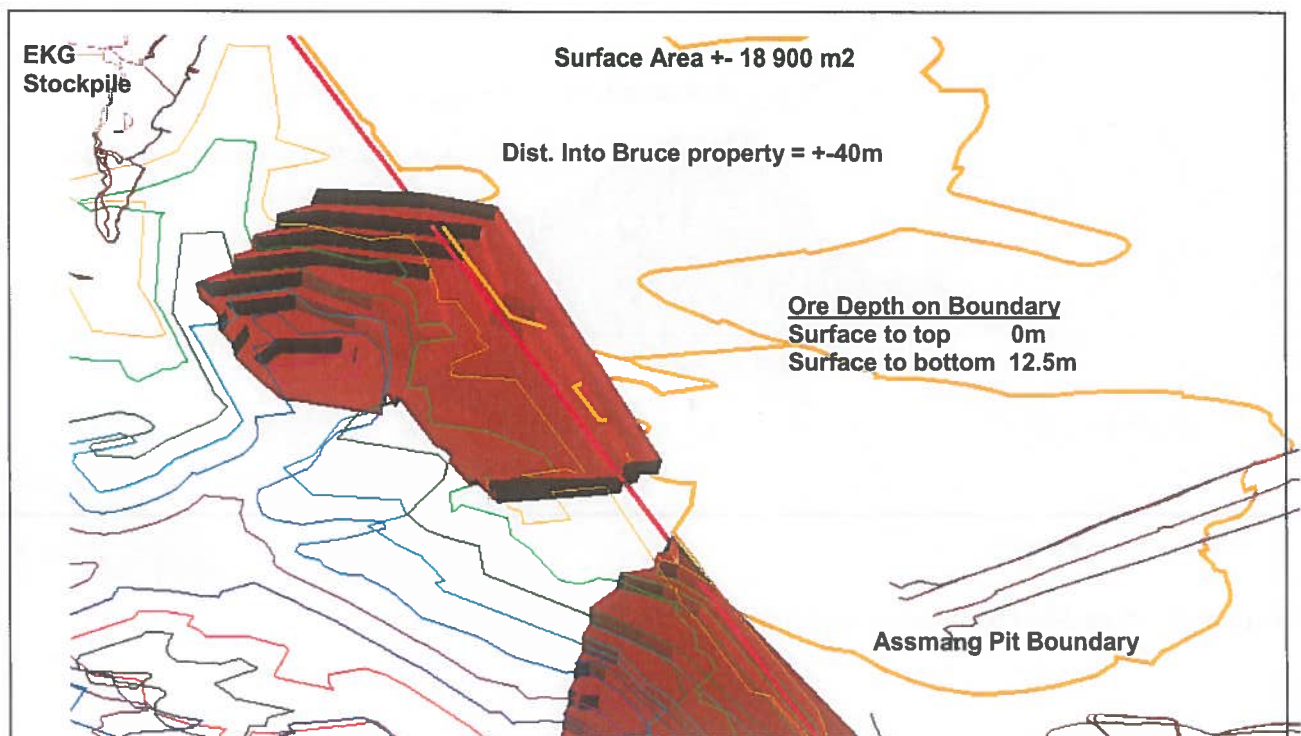 EKG
Stockpile
Surface Area +- 18 900 m2
Dist. Into Bruce property = +-40m
Ore Depth on Boundary
Surface to top 0m
Surface to bottom 12.5m
Assmang Pit Boundary